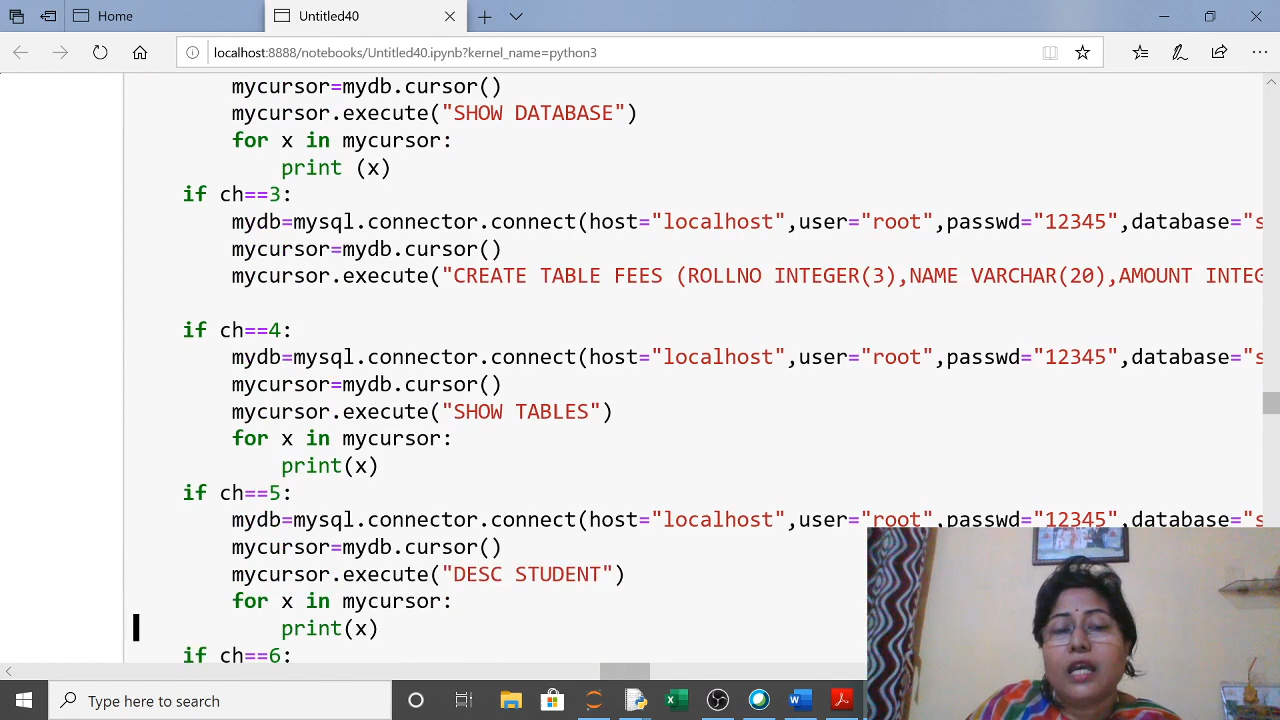 Home
Untitled40
localhost:8888/notebooks/Untitled40.ipynb?kernel_name=python3
mycursor=mydb.cursor()
mycursor.execute("SHOW DATABASE")
for x in mycursor:
print (x)
if ch==3:
mydb=mysql.connector.connect(host="localhost",user="root",passwd="12345",database="s
mycursor=mydb.cursor()
mycursor.execute("CREATE TABLE FEES (ROLLNO INTEGER(3),NAME VARCHAR(20),AMOUNT INTEG
if ch==4:
mydb=mysql.connector.connect(host="localhost",user="root",passwd="12345",database="s
mycursor=mydb.cursor()
mycursor.execute("SHOW TABLES")
for x in mycursor:
print(x)
if ch==5:
mydb=mysql.connector.connect(host="localhost",user="root",passwd="12345",database="s
mycursor=mydb.cursor()
mycursor.execute("DESC STUDENT")
for x in mycursor:
print(x)
if ch==6:
Type here to search